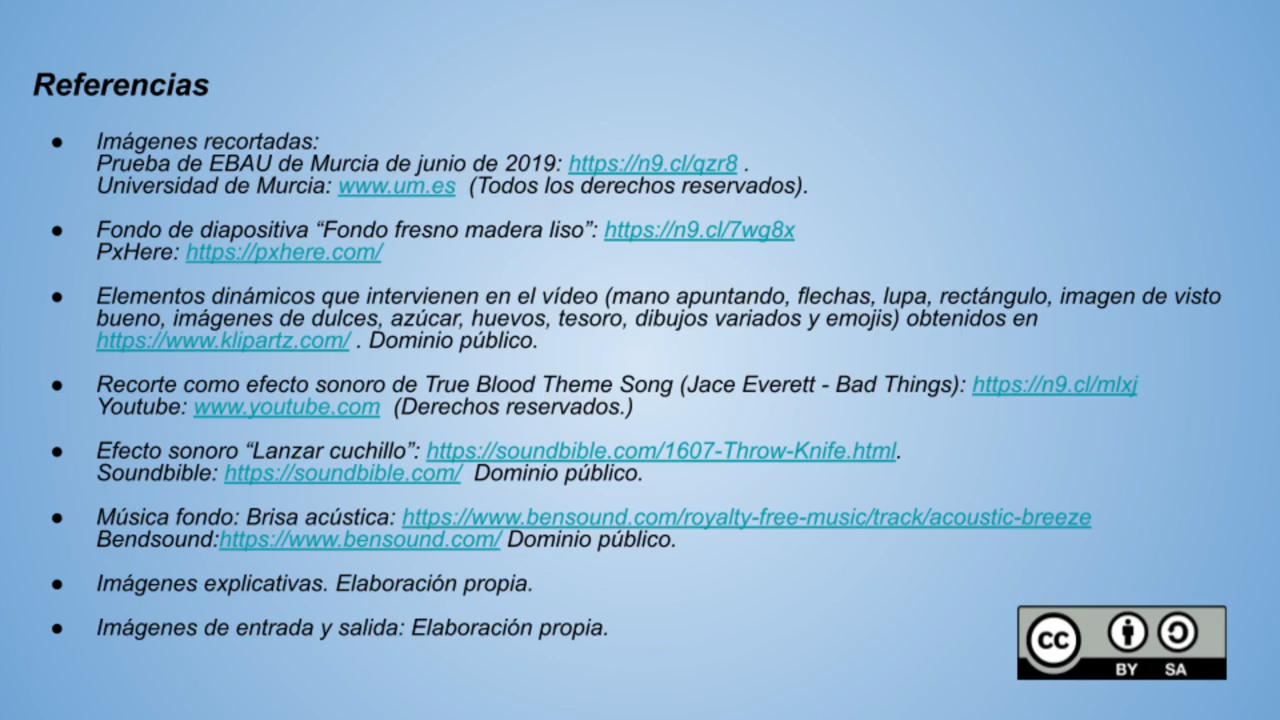 Referencias
● Imágenes recortadas:
Prueba de EBAU de Murcia de junio de 2019: https://n9.cl/qzr8 .
Universidad de Murcia: www.um.es (Todos los derechos reservados).
● Fondo de diapositiva “Fondo fresno madera liso”: https://n9.cl/7wg8x
PxHere: https://pxhere.com/
● Elementos dinámicos que intervienen en el vídeo (mano apuntando, flechas, lupa, rectángulo, imagen de visto
bueno, imágenes de dulces, azúcar, huevos, tesoro, dibujos variados y emojis) obtenidos en
https://www.klipartz.com/ . Dominio público.
● Recorte como efecto sonoro de True Blood Theme Song (Jace Everett - Bad Things): https://n9.cl/mlxj
Youtube: www.youtube.com (Derechos reservados.)
● Efecto sonoro “Lanzar cuchillo”: https://soundbible.com/1607-Throw-Knife.html.
Soundbible: https://soundbible.com/ Dominio público.
● Música fondo: Brisa acústica: https://www.bensound.com/royalty-free-music/track/acoustic-breeze
Bendsound:https://www.bensound.com/ Dominio público.
● Imágenes explicativas. Elaboración propia.
● Imágenes de entrada y salida: Elaboración propia.
cc
BY SA